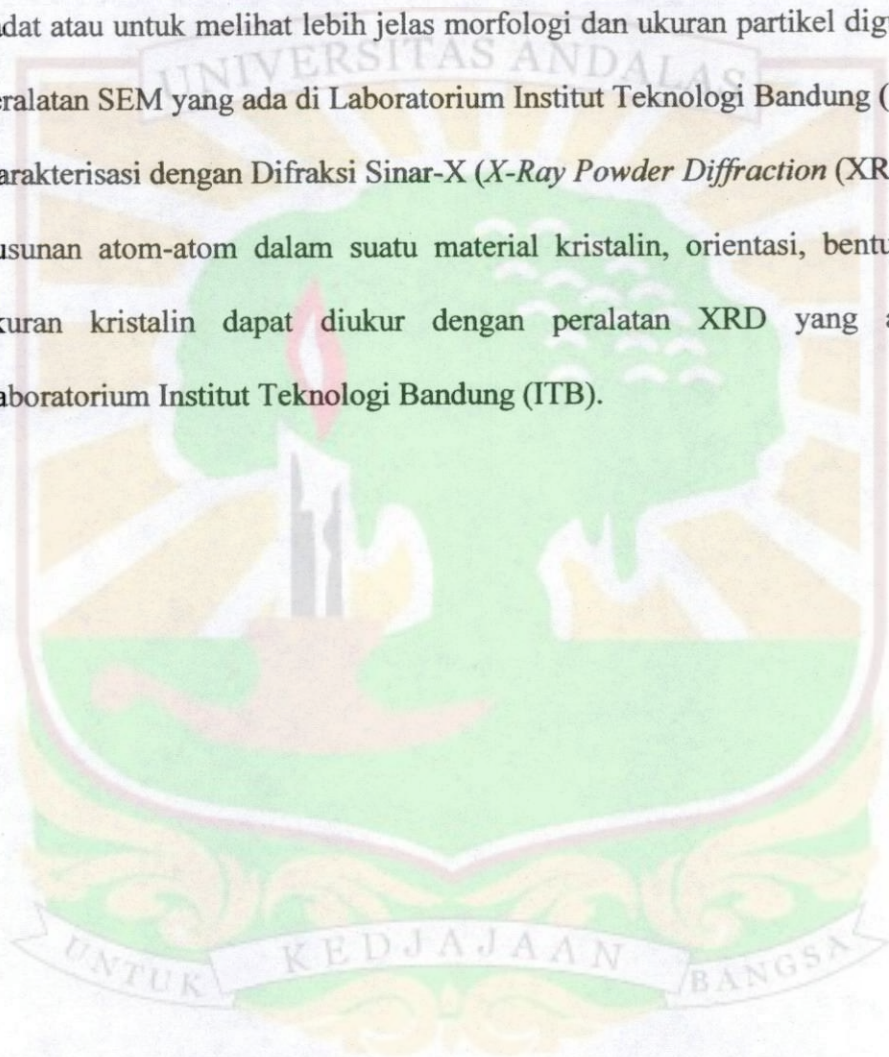 adat atau untuk melihat lebih jelas morfologi dan ukuran partikel dig
UNIVERSITAS ANDALAS
eralatan SEM yang ada di Laboratorium Institut Teknologi Bandung (
arakterisasi dengan Difraksi Sinar-X (X-Ray Powder Diffraction (XR
usunan atom-atom dalam suatu material kristalin, orientasi, bentu
kuran kristalin dapat diukur dengan peralatan XRD yang a
aboratorium Institut Teknologi Bandung (ITB).
UNTUK KEDJAJAAN BANGSA